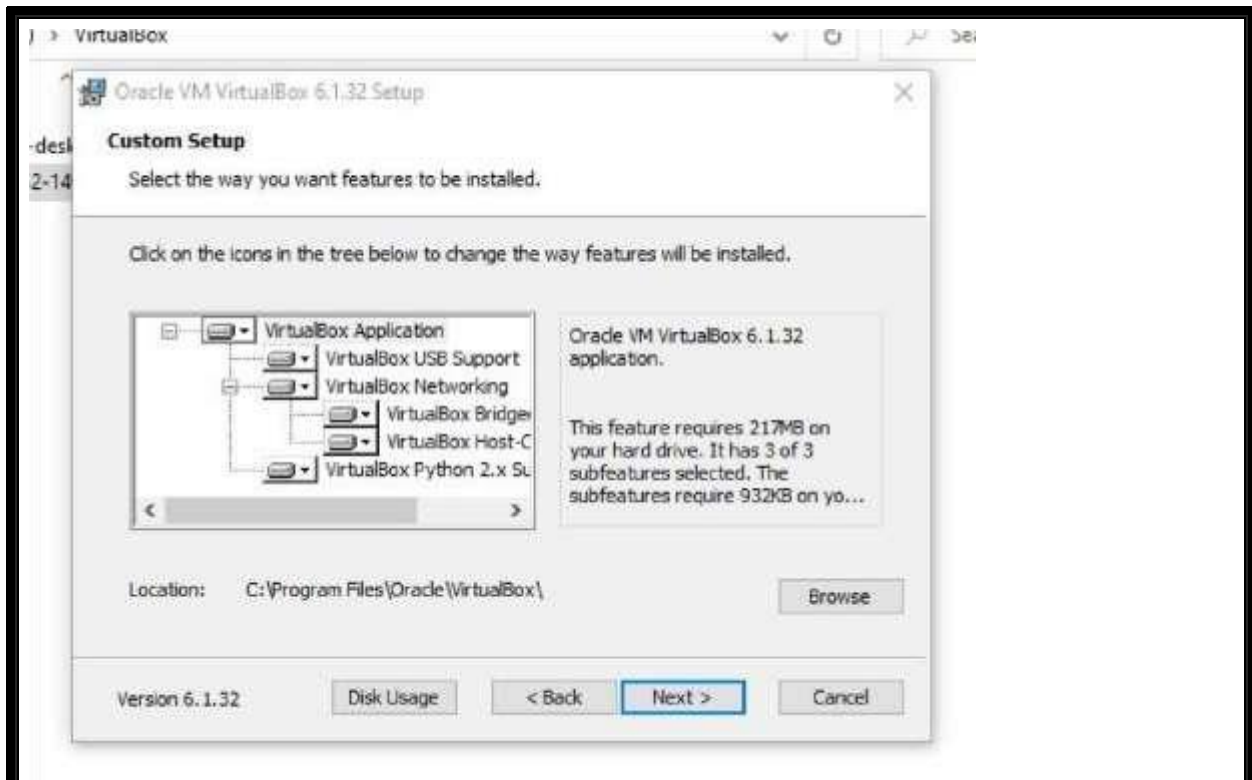 > VirtualBox
Oracle VM VirtualBox 6.1.32 Setup
-desk
Custom Setup
2-14
Select the way you want features to be installed.
Click on the icons in the tree below to change the way features will be installed.
VirtualBox Application
VirtualBox USB Support
VirtualBox Networking
VirtualBox Bridge
VirtualBox Host-C
VirtualBox Python 2.x Su
Oracle VM VirtualBox 6.1.32
application.
This feature requires 217MB on
your hard drive. It has 3 of 3
subfeatures selected. The
subfeatures require 932KB on yo...
Location: C:\Program Files\Oracle\VirtualBox\
Browse
Version 6.1.32
Disk Usage
< Back
Next >
Cancel